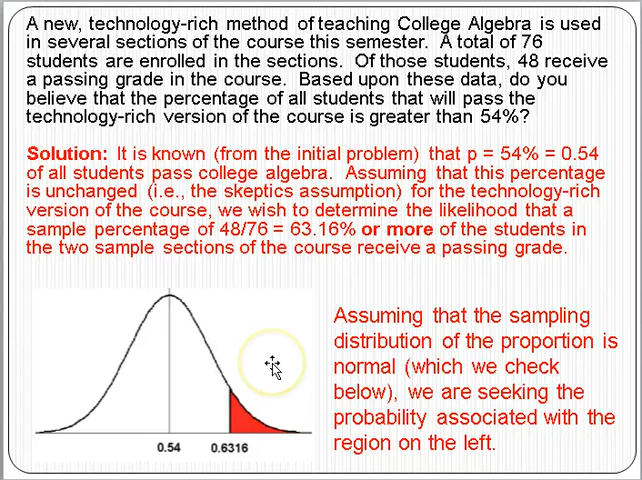 A new, technology-rich method of teaching College Algebra is used
in several sections of the course this semester. A total of 76
students are enrolled in the sections. Of those students, 48 receive
a passing grade in the course. Based upon these data, do you
believe that the percentage of all students that will pass the
technology-rich version of the course is greater than 54%?
Solution: It is known (from the initial problem) that p = 54% = 0.54
of all students pass college algebra. Assuming that this percentage
is unchanged (i.e., the skeptics assumption) for the technology-rich
version of the course, we wish to determine the likelihood that a
sample percentage of 48/76 = 63.16% or more of the students in
the two sample sections of the course receive a passing grade.
Assuming that the sampling
distribution of the proportion is
normal (which we check
below), we are seeking the
probability associated with the
region on the left.
0.54 0.6316